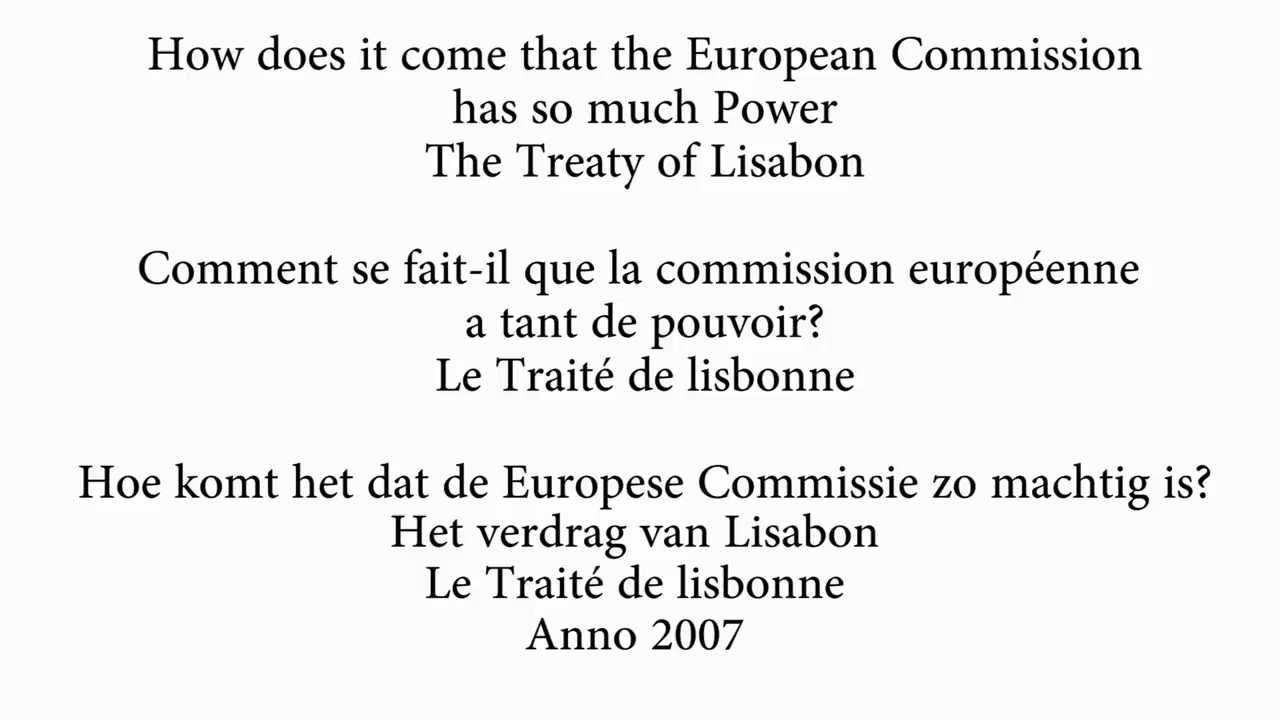 How does it come that the European Commission
has so much Power
The Treaty of Lisabon
Comment se fait-il que la commission européenne
a tant de pouvoir?
Le Traité de lisbonne
Hoe komt het dat de Europese Commissie zo machtig is?
Het verdrag van Lisabon
Le Traité de lisbonne
Anno 2007